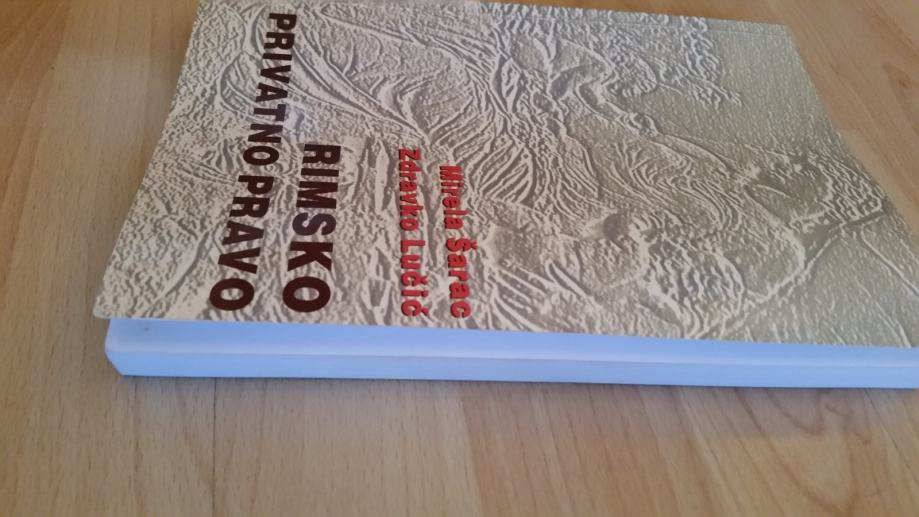 Mirela Šarac
Zdravko Lučić
RIMSKO
PRIVATNO PRAVO